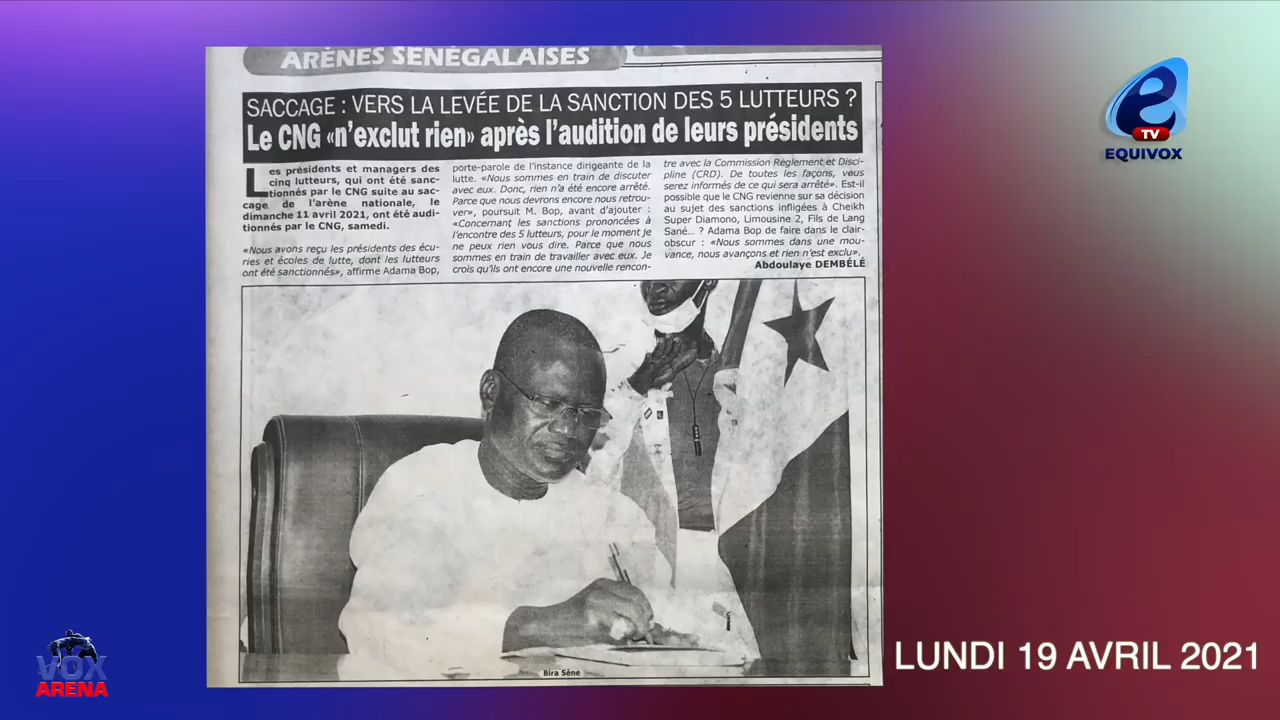 ARÈNES SÉNÉGALAISES
SACCAGE : VERS LA LEVÉE DE LA SANCTION DES 5 LUTTEURS ?
Le CNG «n'exclut rien» après l'audition de leurs présidents
Les présidents et managers des
cinq lutteurs, qui ont été sanc-
tionnés par le CNG suite au sac-
cage de l'arène nationale, le
dimanche 11 avril 2021, ont été audi-
tionnés par le CNG, samedi.
«Nous avons reçu les présidents des écu-
ries et écoles de lutte, dont les lutteurs
ont été sanctionnés», affirme Adama Bop,
porte-parole de l'instance dirigeante de la
lutte. «Nous sommes en train de discuter
avec eux. Donc, rien n'a été encore arrêté.
Parce que nous devrons encore nous retrou-
ver», poursuit M. Bop, avant d'ajouter :
«Concernant les sanctions prononcées à
l'encontre des 5 lutteurs, pour le moment je
ne peux rien vous dire. Parce que nous
sommes en train de travailler avec eux. Je
crois qu'ils ont encore une nouvelle rencon-
tre avec la Commission Règlement et Disci-
pline (CRD). De toutes les façons, vous
serez informés de ce qui sera arrêté». Est-il
possible que le CNG revienne sur sa décision
au sujet des sanctions infligées à Cheikh
Super Diamono, Limousine 2, Fils de Lang
Sané... ? Adama Bop de faire dans le clair-
obscur : «Nous sommes dans une mou-
vance, nous avançons et rien n'est exclu».
Abdoulaye DEMBÉLÉ
Bira Sène
e
TV
EQUIVOX
VOX
ARENA
LUNDI 19 AVRIL 2021